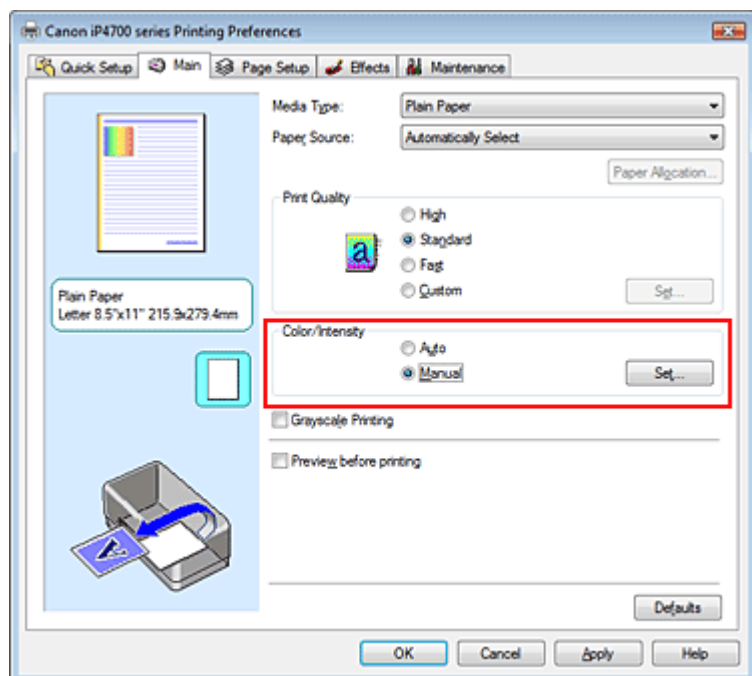 Canon iP4700 series Printing Preferences
Quick Setup Main Page Setup Effects Maintenance
Media Type: Plain Paper
Paper Source: Automatically Select
Paper Allocation...
Print Quality
High
a Standard
Fast
Custom Set...
Plain Paper
Letter 8.5"x11" 215.9x279.4mm
Color/Intensity
Auto
Manual Set...
Grayscale Printing
Preview before printing
A
Defaults
OK Cancel Apply Help